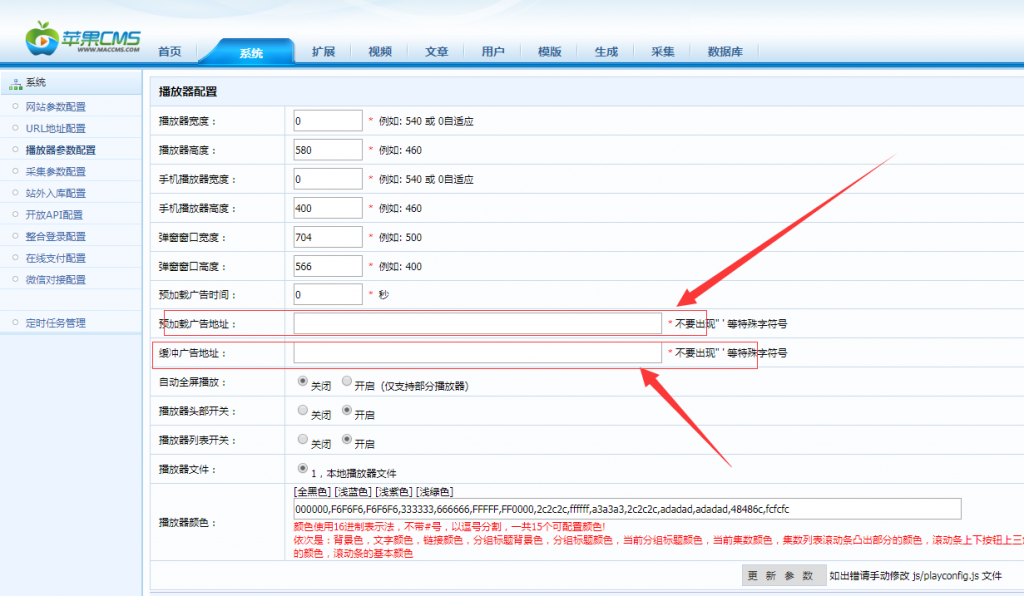 苹果CMS
WWW.MACCMS.COM
首页 系统 扩展 视频 文章 用户 模版 生成 采集 数据库
系统
网站参数配置
URL地址配置
播放器参数配置
采集参数配置
站外入库配置
开放API配置
整合登录配置
在线支付配置
微信对接配置
定时任务管理
播放器配置
播放器宽度： 0 * 例如: 540 或 0自适应
播放器高度： 580 * 例如: 460
手机播放器宽度： 0 * 例如: 540 或 0自适应
手机播放器高度： 400 * 例如: 460
弹窗窗口宽度： 704 * 例如: 500
弹窗窗口高度： 566 * 例如: 400
预加载广告时间： 0 * 秒
预加载广告地址： * 不要出现" ' 等特殊字符号
缓冲广告地址： * 不要出现" ' 等特殊字符号
自动全屏播放： 关闭 开启 (仅支持部分播放器)
播放器头部开关： 关闭 开启
播放器列表开关： 关闭 开启
播放器文件： 1，本地播放器文件
[全黑色] [浅蓝色] [浅紫色] [浅绿色]
播放器颜色： 000000,F6F6F6,F6F6F6,333333,666666,FFFFF,FF0000,2c2c2c,ffffff,a3a3a3,2c2c2c,adadad,adadad,48486c,fcfcfc
颜色使用16进制表示法，不带#号，以逗号分割，一共15个可配置颜色!
依次是：背景色，文字颜色，链接颜色，分组标题背景色，分组标题颜色，当前分组标题颜色，当前集数颜色，集数列表滚动条凸出部分的颜色，滚动条上下按钮上三
的颜色，滚动条的基本颜色
更 新 参 数 如出错请手动修改 js/playconfig.js 文件